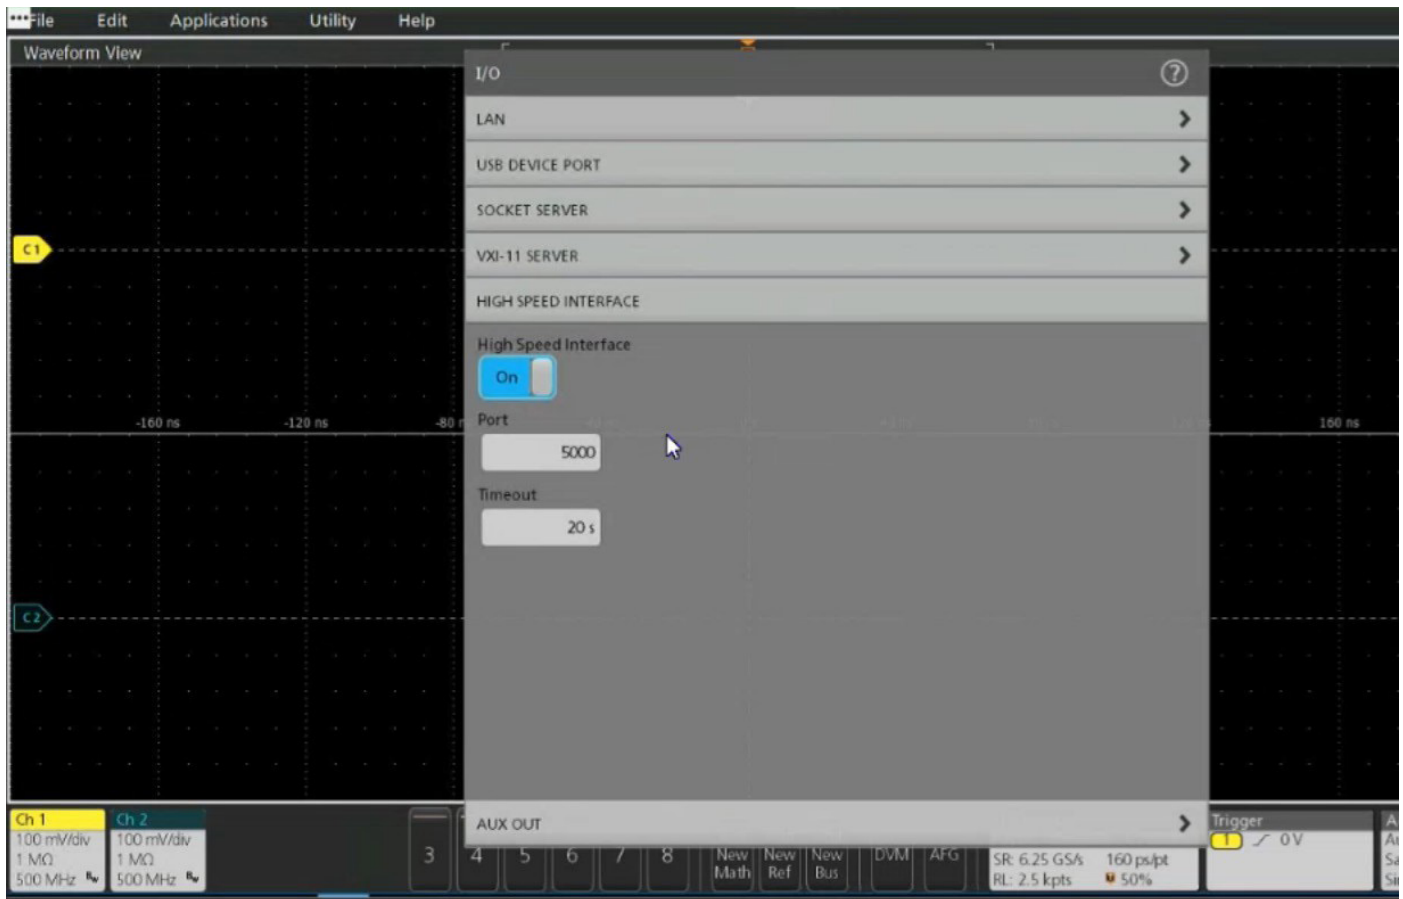 File Edit Applications Utility Help
Waveform View
I/O
?
LAN
USB DEVICE PORT
SOCKET SERVER
VXI-11 SERVER
HIGH SPEED INTERFACE
High Speed Interface
On
Port
5000
Timeout
20 s
AUX OUT
C1
-160 ns -120 ns -80 160 ns
C2
Ch 1
100 mV/div
1 MΩ
500 MHz Bw
Ch 2
100 mV/div
1 MΩ
500 MHz Bw
3 4 5 6 7 8
New Math
New Ref
New Bus
DVM AFG
SR: 6.25 GS/s 160 ps/pt
RL: 2.5 kpts 50%
Trigger
1 0 V